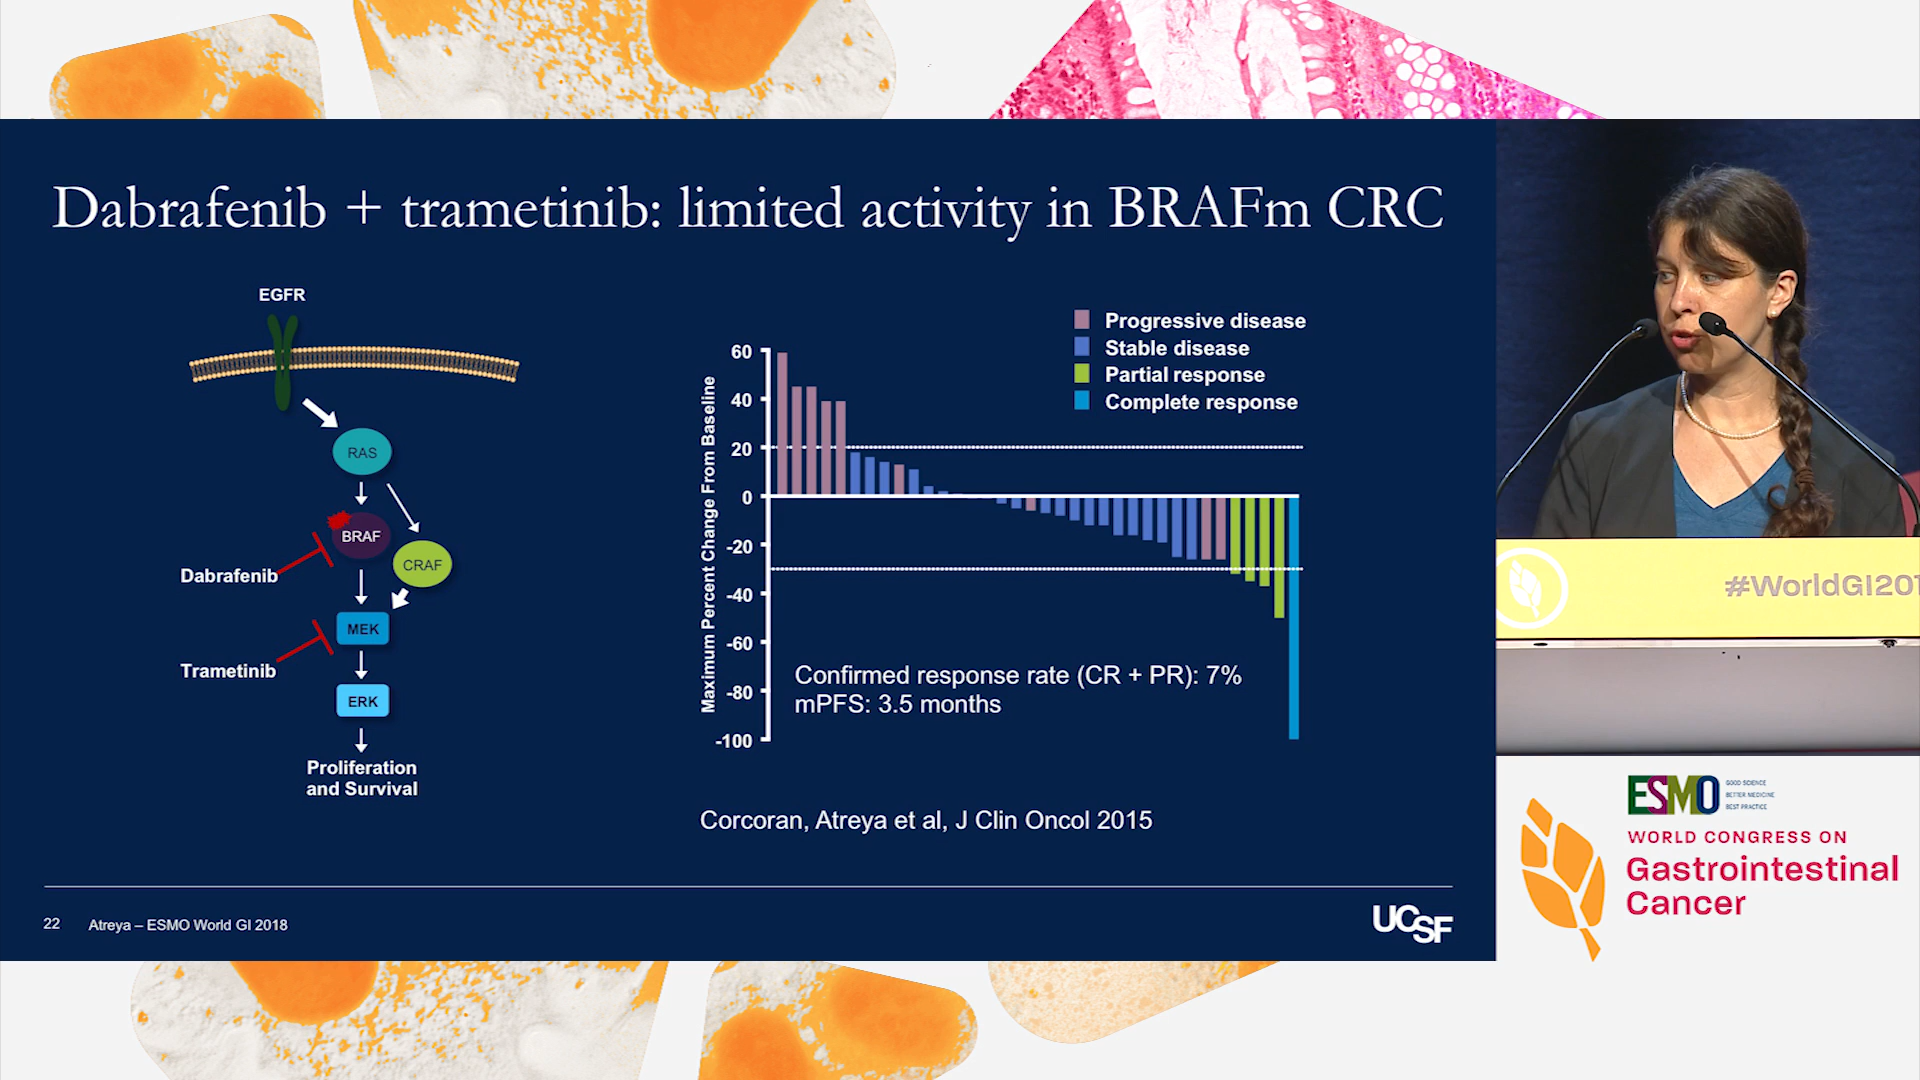 Dabrafenib + trametinib: limited activity in BRAFm CRC
EGFR
RAS
BRAF
CRAF
Dabrafenib
MEK
Trametinib
ERK
Proliferation
and Survival
Progressive disease
Stable disease
Partial response
Complete response
Maximum Percent Change From Baseline
60
40
20
0
-20
-40
-60
-80
-100
Confirmed response rate (CR + PR): 7%
mPFS: 3.5 months
Corcoran, Atreya et al, J Clin Oncol 2015
22
Atreya – ESMO World GI 2018
UCSF
#WorldGI201
ESMO
GOOD SCIENCE
BETTER MEDICINE
BEST PRACTICE
WORLD CONGRESS ON
Gastrointestinal
Cancer